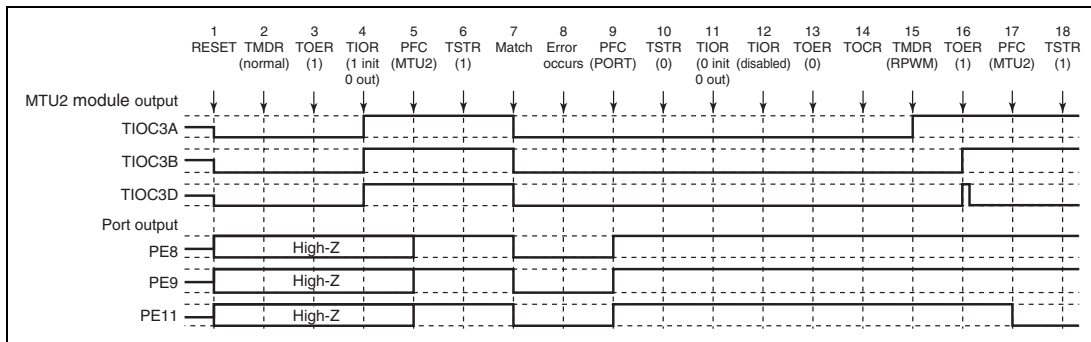 1 2 3 4 5 6 7 8 9 10 11 12 13 14 15 16 17 18
RESET TMDR TOER TIOR PFC TSTR Match Error PFC TSTR TIOR TIOR TOER TOCR TMDR TOER PFC TSTR
(normal) (1) (1 init (MTU2) (1) occurs (PORT) (0) (0 init (disabled) (0) (RPWM) (1) (MTU2) (1)
0 out) 0 out)
MTU2 module output
TIOC3A
TIOC3B
TIOC3D
Port output
PE8 High-Z
PE9 High-Z
PE11 High-Z